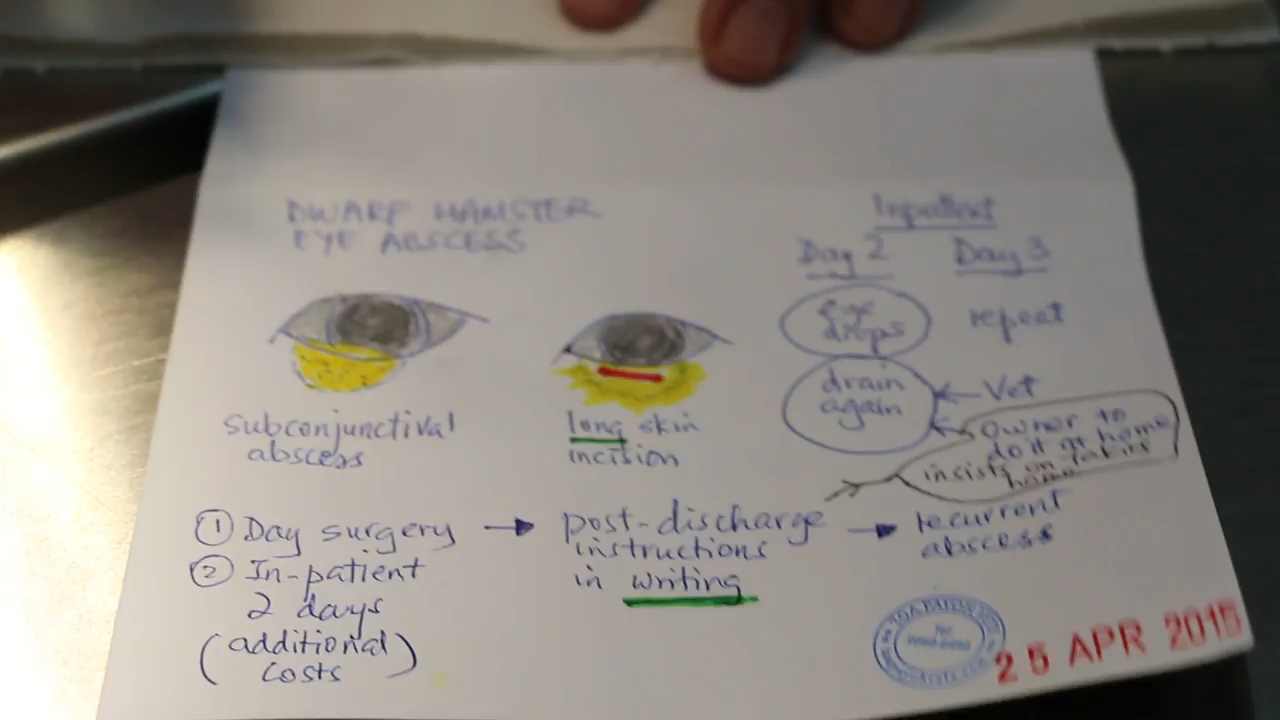 DWARF HAMSTER
EYE ABSCESS
subconjunctival
abscess
long skin
incision
Inpatient
Day 2 Day 3
eye
drops
repeat
drain
again
Vet
Owner to
do it at home
insists on taking
home
① Day surgery → post-discharge → recurrent
instructions abscess
in writing
② In-patient
2 days
(additional
costs)
25 APR 2015